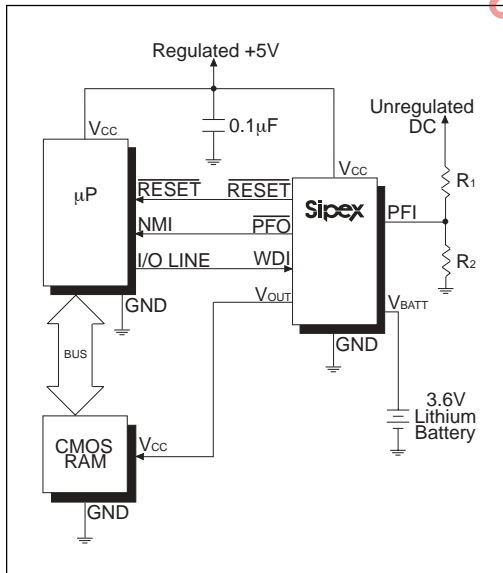 Regulated +5V
Unregulated
DC
VCC
0.1µF
VCC
R1
µP
RESET
RESET
Sipex
PFI
NMI
PFO
R2
I/O LINE
WDI
VOUT
VBATT
GND
GND
BUS
3.6V
Lithium
Battery
CMOS
RAM
VCC
GND